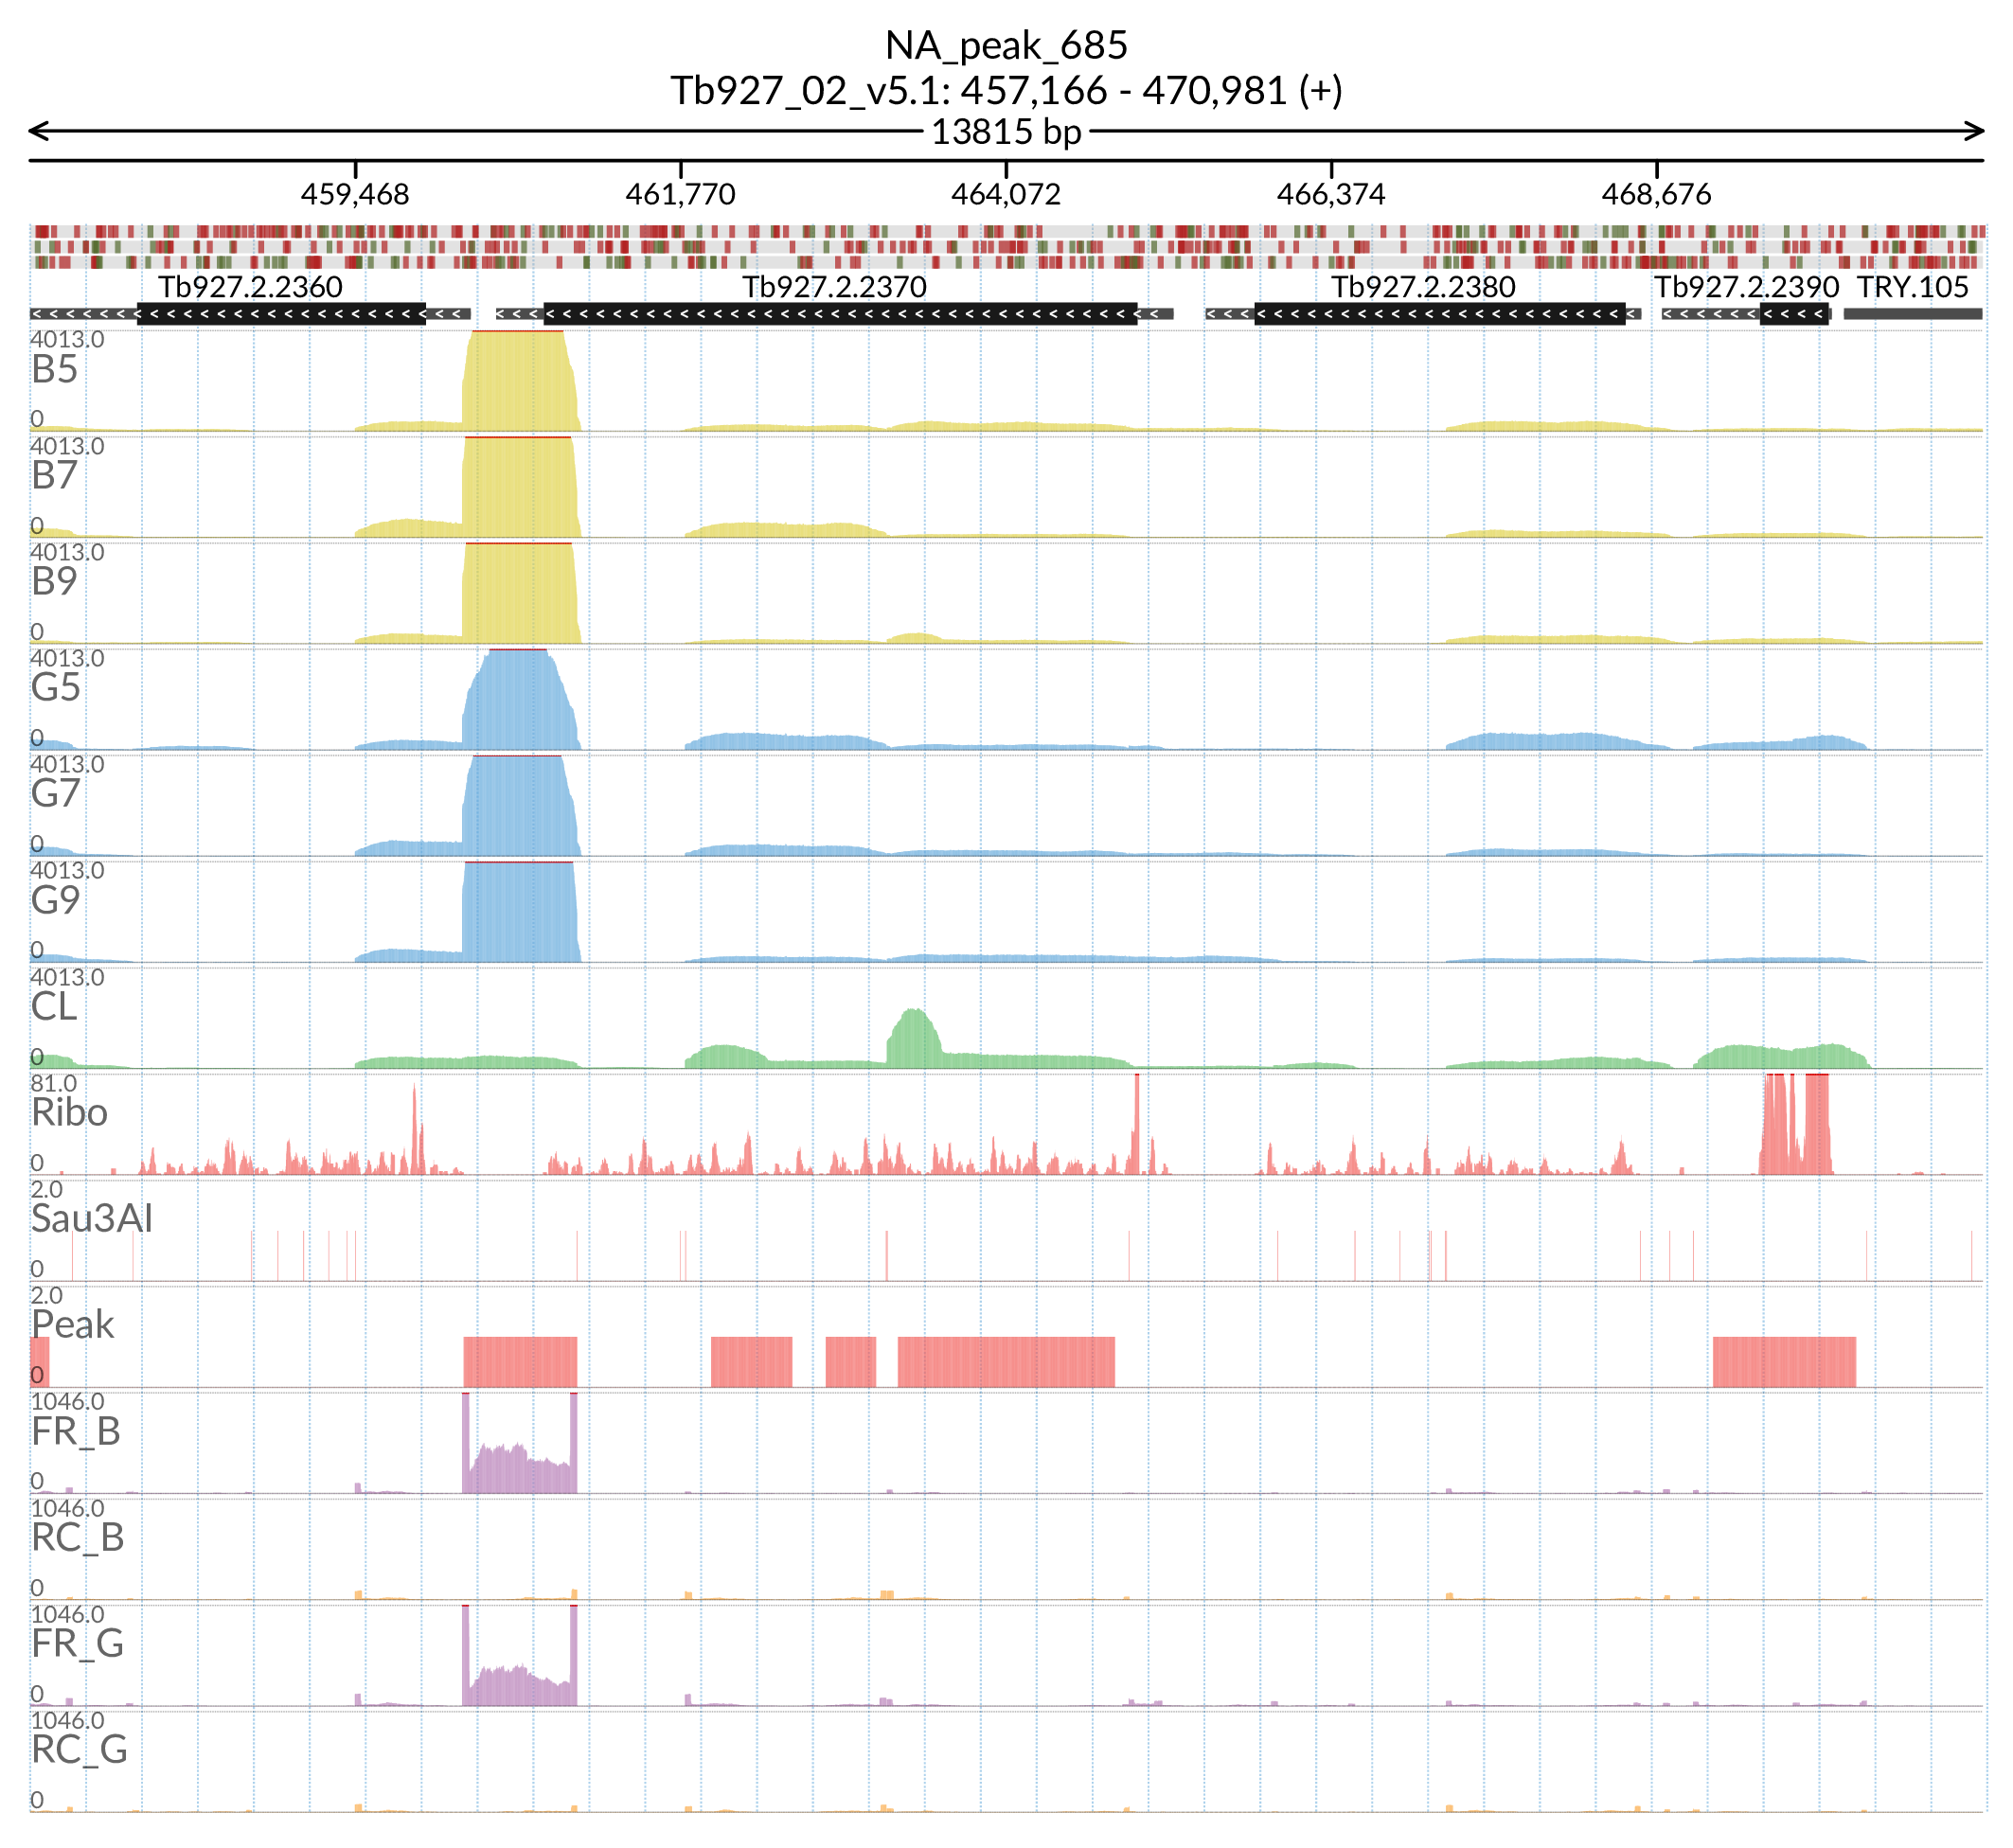 NA_peak_685
Tb927_02_v5.1: 457,166 - 470,981 (+)
13815 bp
459,468 461,770 464,072 466,374 468,676
Tb927.2.2360 Tb927.2.2370 Tb927.2.2380 Tb927.2.2390 TRY.105
4013.0
B5
0
4013.0
B7
0
4013.0
B9
0
4013.0
G5
0
4013.0
G7
0
4013.0
G9
0
4013.0
CL
0
81.0
Ribo
0
2.0
Sau3AI
0
2.0
Peak
0
1046.0
FR_B
0
1046.0
RC_B
0
1046.0
FR_G
0
1046.0
RC_G
0